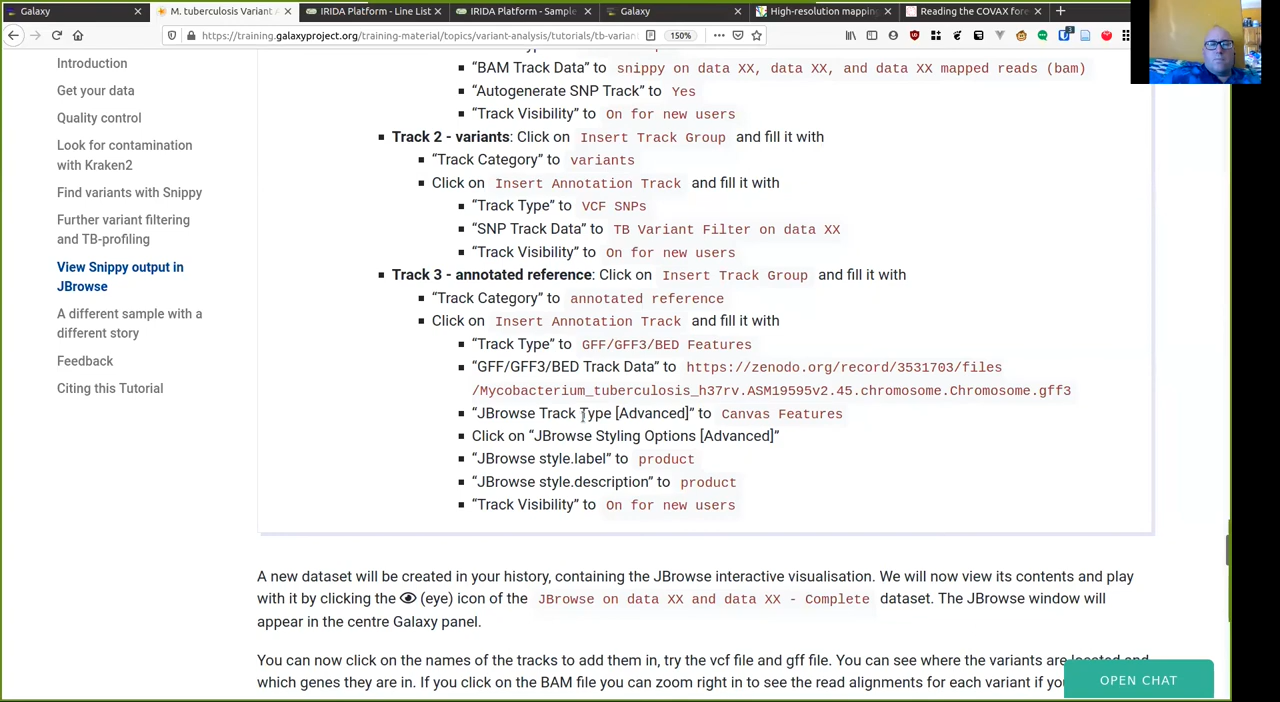 Galaxy
M. tuberculosis Variant A
IRIDA Platform - Line List
IRIDA Platform - Sample
Galaxy
High-resolution mapping
Reading the COVAX fore
https://training.galaxyproject.org/training-material/topics/variant-analysis/tutorials/tb-variant
150%
Introduction
Get your data
Quality control
Look for contamination
with Kraken2
Find variants with Snippy
Further variant filtering
and TB-profiling
View Snippy output in
JBrowse
A different sample with a
different story
Feedback
Citing this Tutorial
“BAM Track Data” to snippy on data XX, data XX, and data XX mapped reads (bam)
“Autogenerate SNP Track” to Yes
“Track Visibility” to On for new users
Track 2 - variants: Click on Insert Track Group and fill it with
“Track Category” to variants
Click on Insert Annotation Track and fill it with
“Track Type” to VCF SNPs
“SNP Track Data” to TB Variant Filter on data XX
“Track Visibility” to On for new users
Track 3 - annotated reference: Click on Insert Track Group and fill it with
“Track Category” to annotated reference
Click on Insert Annotation Track and fill it with
“Track Type” to GFF/GFF3/BED Features
“GFF/GFF3/BED Track Data” to https://zenodo.org/record/3531703/files
/Mycobacterium_tuberculosis_h37rv.ASM19595v2.45.chromosome.Chromosome.gff3
“JBrowse Track Type [Advanced]” to Canvas Features
Click on “JBrowse Styling Options [Advanced]”
“JBrowse style.label” to product
“JBrowse style.description” to product
“Track Visibility” to On for new users
A new dataset will be created in your history, containing the JBrowse interactive visualisation. We will now view its contents and play
with it by clicking the (eye) icon of the JBrowse on data XX and data XX - Complete dataset. The JBrowse window will
appear in the centre Galaxy panel.
You can now click on the names of the tracks to add them in, try the vcf file and gff file. You can see where the variants are located and
which genes they are in. If you click on the BAM file you can zoom right in to see the read alignments for each variant if you
OPEN CHAT